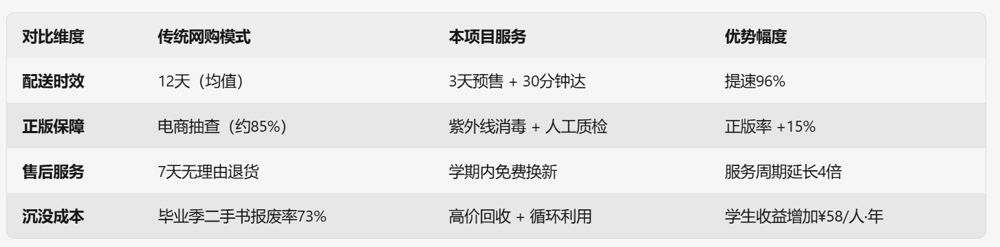 对比维度 传统网购模式 本项目服务 优势幅度
配送时效 12天（均值） 3天预售 + 30分钟达 提速96%
正版保障 电商抽查（约85%） 紫外线消毒 + 人工质检 正版率 +15%
售后服务 7天无理由退货 学期内免费换新 服务周期延长4倍
沉没成本 毕业季二手书报废率73% 高价回收 + 循环利用 学生收益增加¥58/人·年